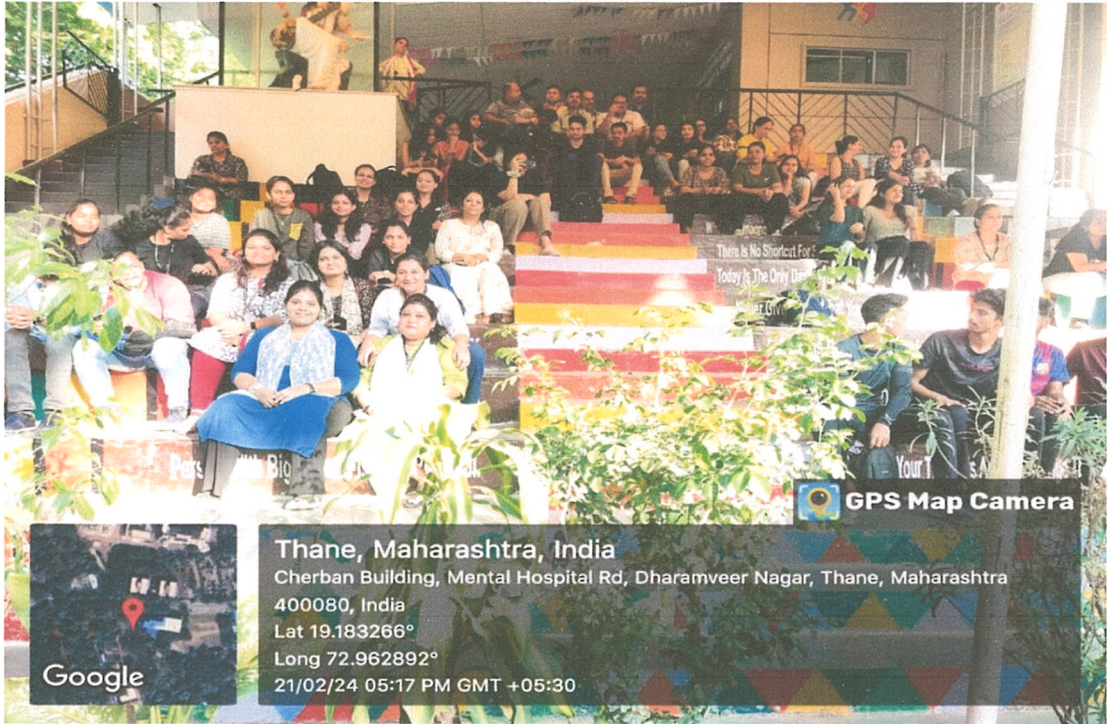 There Is No Shortcut For
Today Is The Only Da
Your
GPS Map Camera
Thane, Maharashtra, India
Cherban Building, Mental Hospital Rd, Dharamveer Nagar, Thane, Maharashtra
400080, India
Lat 19.183266°
Long 72.962892°
21/02/24 05:17 PM GMT +05:30
Google